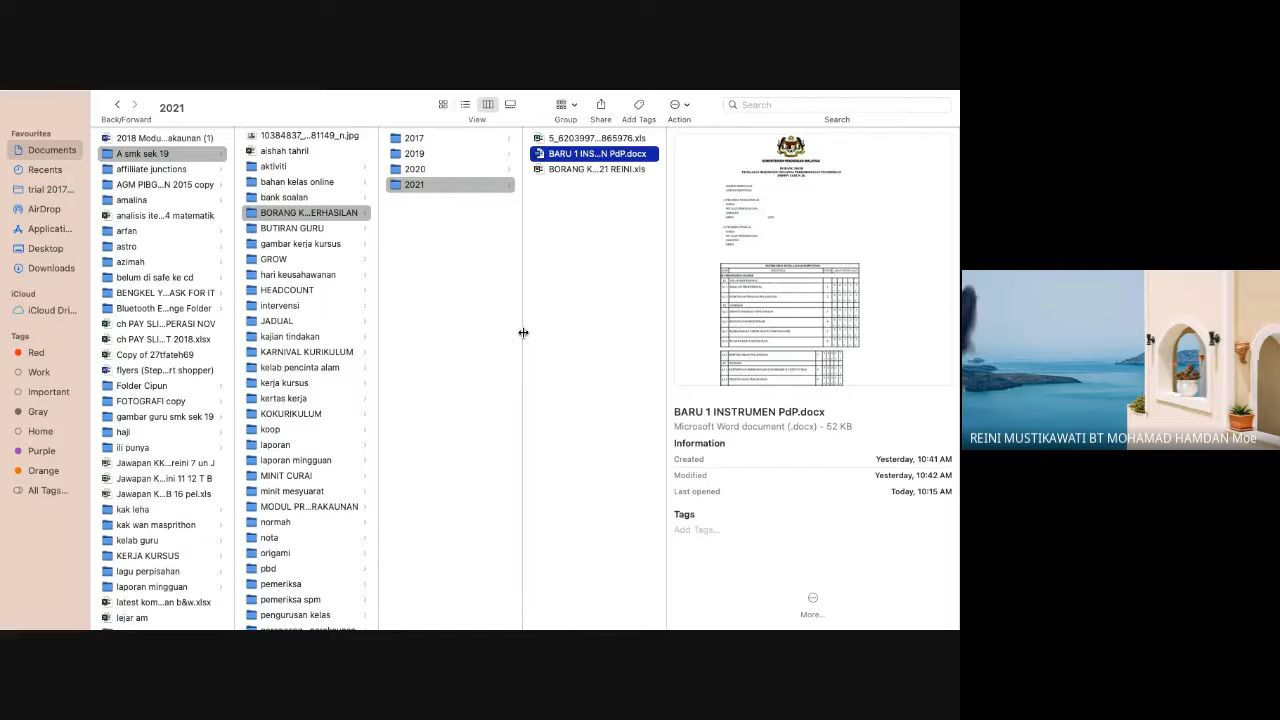 2021
Back/Forward
View
Group
Share
Add Tags
Action
Search
Search
Favourites
Documents
Recents
trial 2017...
AirDrop
Applicati...
Desktop
Downloads
iCloud
iCloud Dri...
Tags
Red
Work
Important
Gray
Home
Purple
Orange
All Tags...
2018 Modu...akaunan (1)
A smk sek 19
affiliate junction
AGM PIBG...N 2015 copy
amalina
analisis ite...4 matematik
arfan
astro
azimah
belum di safe ke cd
BENGKEL Y...ASK FOR IT
Bluetooth E...nge Folder
ch PAY SLI...PERASI NOV
ch PAY SLI...T 2018.xlsx
Copy of 27tfateh69
flyers (Step...rt shopper)
Folder Cipun
FOTOGRAFI copy
gambar guru smk sek 19
haji
ili punya
Jawapan KK...reini 7 un J
Jawapan K...ini 11 12 T B
Jawapan K...B 16 pel.xls
kak leha
kak wan masprithon
kelab guru
KERJA KURSUS
lagu perpisahan
laporan mingguan
latest kom...an b&w.xlsx
lejar am
10384837_...81149_n.jpg
aishah tahril
aktiviti
bahan kelas online
bank soalan
BORANG K...ERHASILAN
BUTIRAN GURU
gambar kerja kursus
GROW
hari keusahawanan
HEADCOUNT
intervensi
JADUAL
kajian tindakan
KARNIVAL KURIKULUM
kelab pencinta alam
kerja kursus
kertas kerja
KOKURIKULUM
koop
laporan
laporan mingguan
MINIT CURAI
minit mesyuarat
MODUL PR...RAKAUNAN
normah
nota
origami
pbd
pemeriksa
pemeriksa spm
pengurusan kelas
2017
2019
2020
2021
5_6203997...865976.xls
BARU 1 INS...N PdP.docx
BORANG K...21 REINI.xls
KEMENTERIAN PENDIDIKAN MALAYSIA
BARU 1 INSTRUMEN PdP.docx
Microsoft Word document (.docx) - 52 KB
Information
Created Yesterday, 10:41 AM
Modified Yesterday, 10:42 AM
Last opened Today, 10:15 AM
Tags
Add Tags...
More...
REINI MUSTIKAWATI BT MOHAMAD HAMDAN Moe